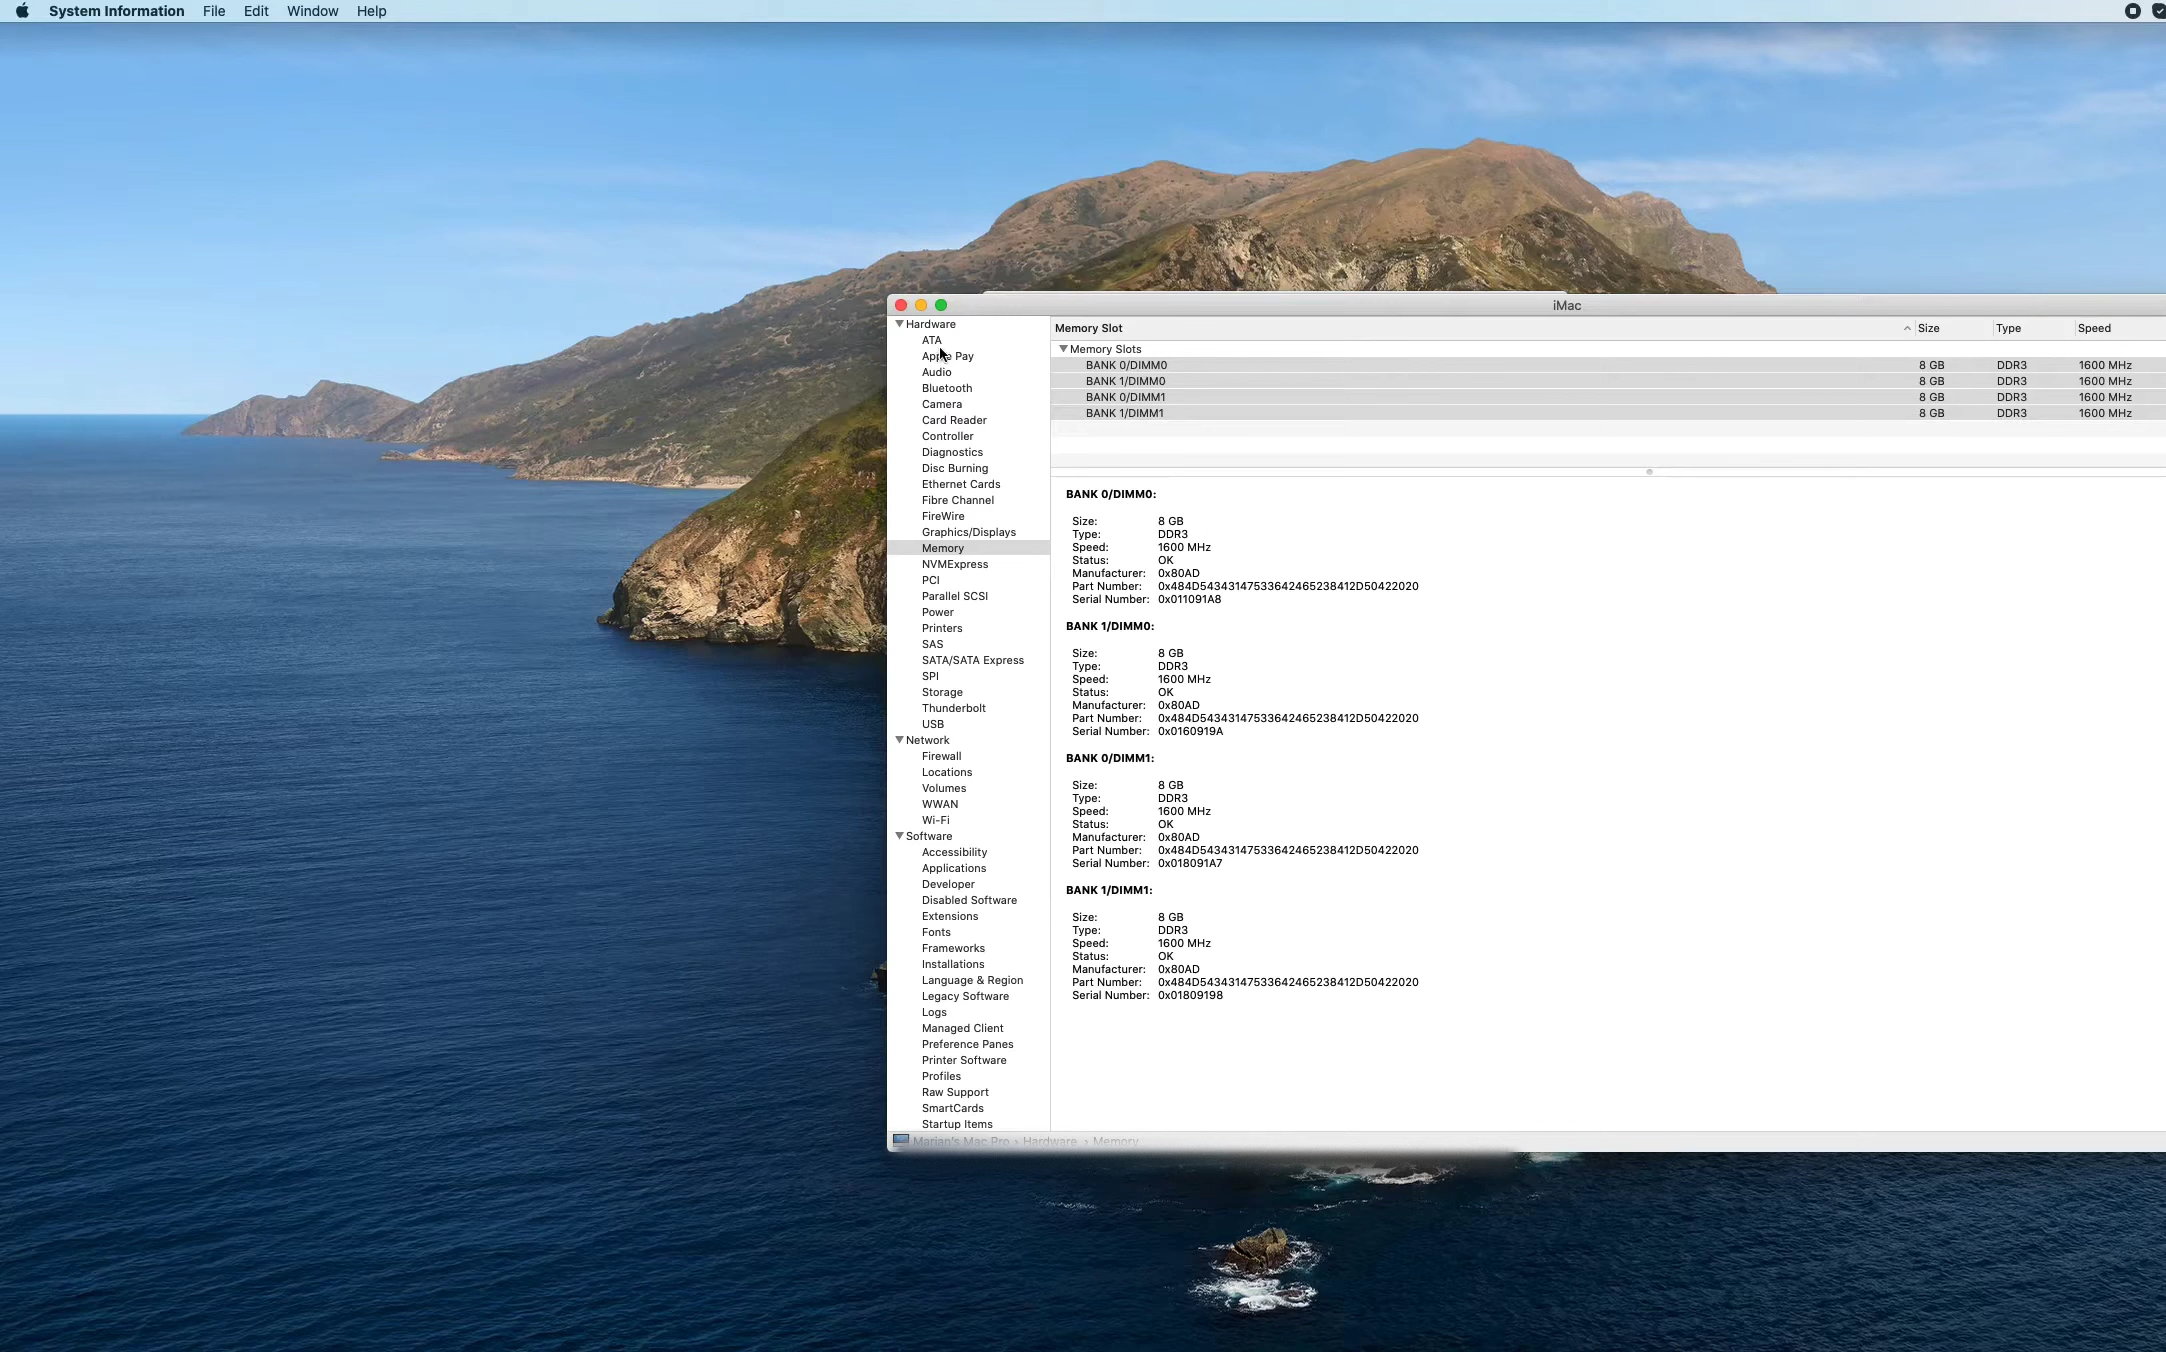 System Information File Edit Window Help
iMac
Hardware
ATA
Apple Pay
Audio
Bluetooth
Camera
Card Reader
Controller
Diagnostics
Disc Burning
Ethernet Cards
Fibre Channel
FireWire
Graphics/Displays
Memory
NVMExpress
PCI
Parallel SCSI
Power
Printers
SAS
SATA/SATA Express
SPI
Storage
Thunderbolt
USB
Network
Firewall
Locations
Volumes
WWAN
Wi-Fi
Software
Accessibility
Applications
Developer
Disabled Software
Extensions
Fonts
Frameworks
Installations
Language & Region
Legacy Software
Logs
Managed Client
Preference Panes
Printer Software
Profiles
Raw Support
SmartCards
Startup Items
Memory Slot Size Type Speed
Memory Slots
BANK 0/DIMM0 8 GB DDR3 1600 MHz
BANK 1/DIMM0 8 GB DDR3 1600 MHz
BANK 0/DIMM1 8 GB DDR3 1600 MHz
BANK 1/DIMM1 8 GB DDR3 1600 MHz
BANK 0/DIMM0:
Size: 8 GB
Type: DDR3
Speed: 1600 MHz
Status: OK
Manufacturer: 0x80AD
Part Number: 0x484D54343147533642465238412D50422020
Serial Number: 0x011091A8
BANK 1/DIMM0:
Size: 8 GB
Type: DDR3
Speed: 1600 MHz
Status: OK
Manufacturer: 0x80AD
Part Number: 0x484D54343147533642465238412D50422020
Serial Number: 0x0160919A
BANK 0/DIMM1:
Size: 8 GB
Type: DDR3
Speed: 1600 MHz
Status: OK
Manufacturer: 0x80AD
Part Number: 0x484D54343147533642465238412D50422020
Serial Number: 0x018091A7
BANK 1/DIMM1:
Size: 8 GB
Type: DDR3
Speed: 1600 MHz
Status: OK
Manufacturer: 0x80AD
Part Number: 0x484D54343147533642465238412D50422020
Serial Number: 0x01809198
Marian's Mac Pro › Hardware › Memory